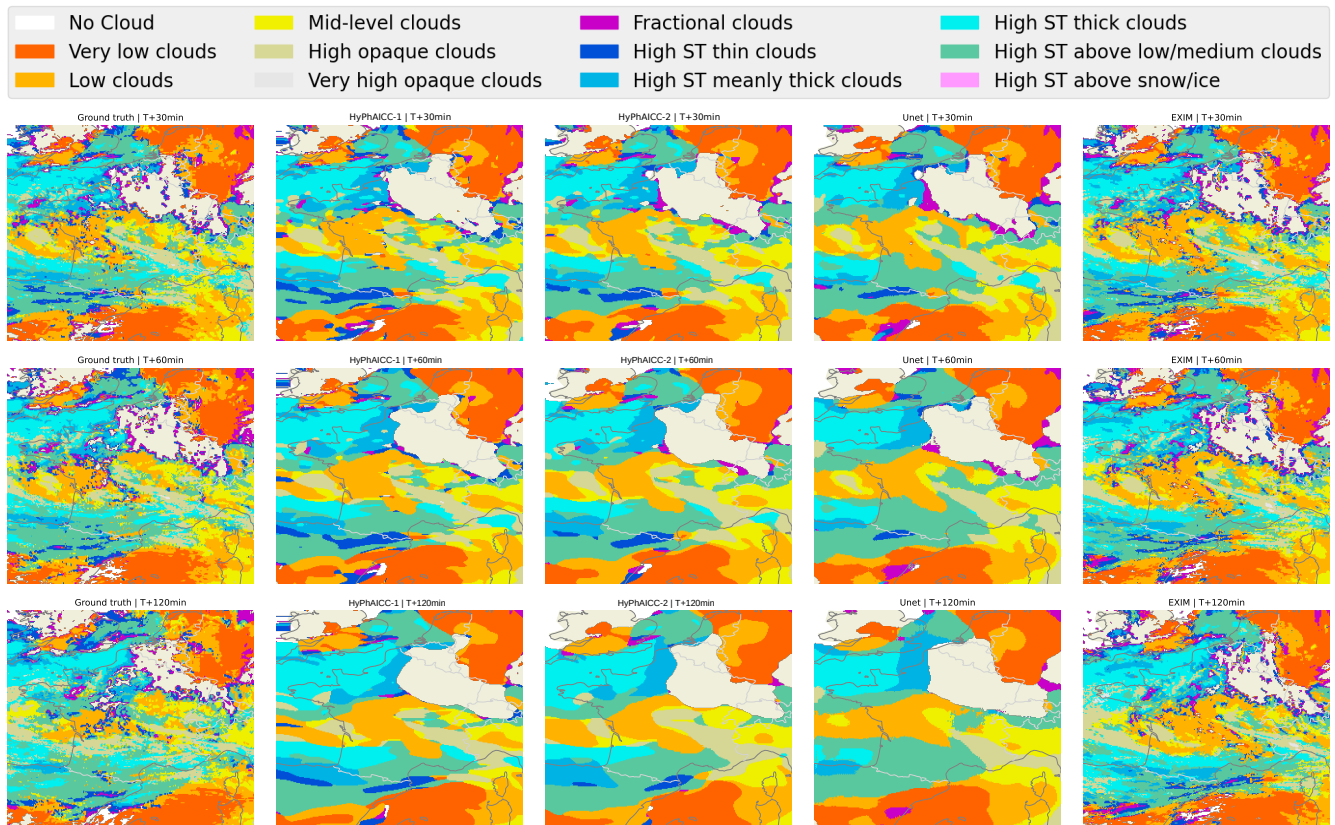 No Cloud
Mid-level clouds
Fractional clouds
High ST thick clouds
Very low clouds
High opaque clouds
High ST thin clouds
High ST above low/medium clouds
Low clouds
Very high opaque clouds
High ST meanly thick clouds
High ST above snow/ice
Ground truth | T+30min
HyPhAICC-1 | T+30min
HyPhAICC-2 | T+30min
Unet | T+30min
EXIM | T+30min
Ground truth | T+60min
HyPhAICC-1 | T+60min
HyPhAICC-2 | T+60min
Unet | T+60min
EXIM | T+60min
Ground truth | T+120min
HyPhAICC-1 | T+120min
HyPhAICC-2 | T+120min
Unet | T+120min
EXIM | T+120min